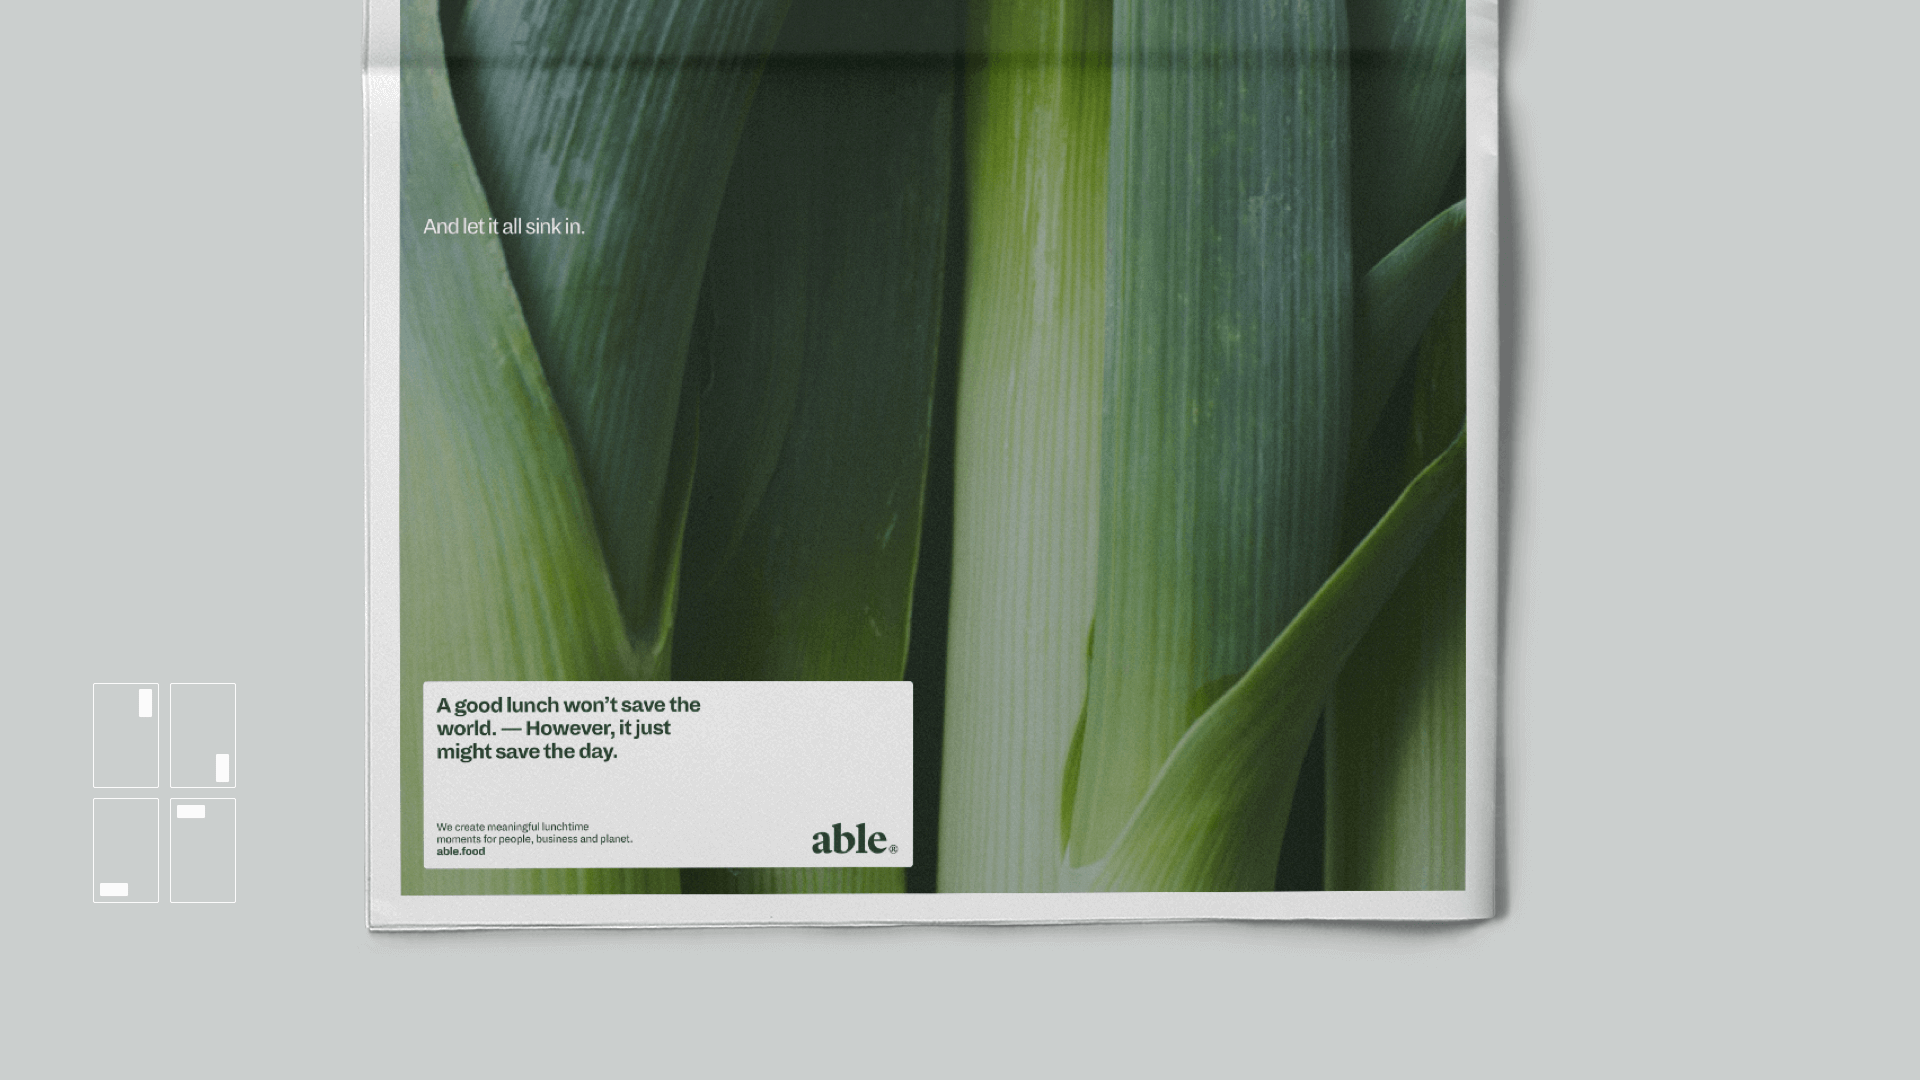 And let it all sink in.
A good lunch won’t save the
world. — However, it just
might save the day.
We create meaningful lunchtime
moments for people, business and planet.
able.food
able®